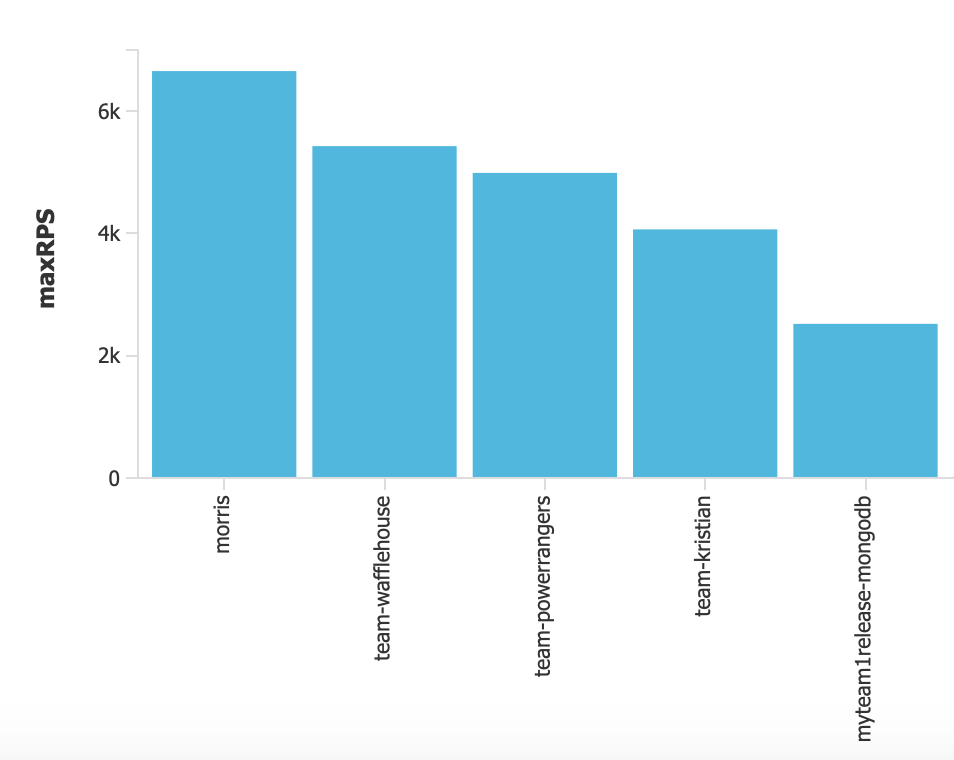 maxRPS
6k
4k
2k
0
morris
team-wafflehouse
team-powerrangers
team-kristian
myteam1release-mongodb